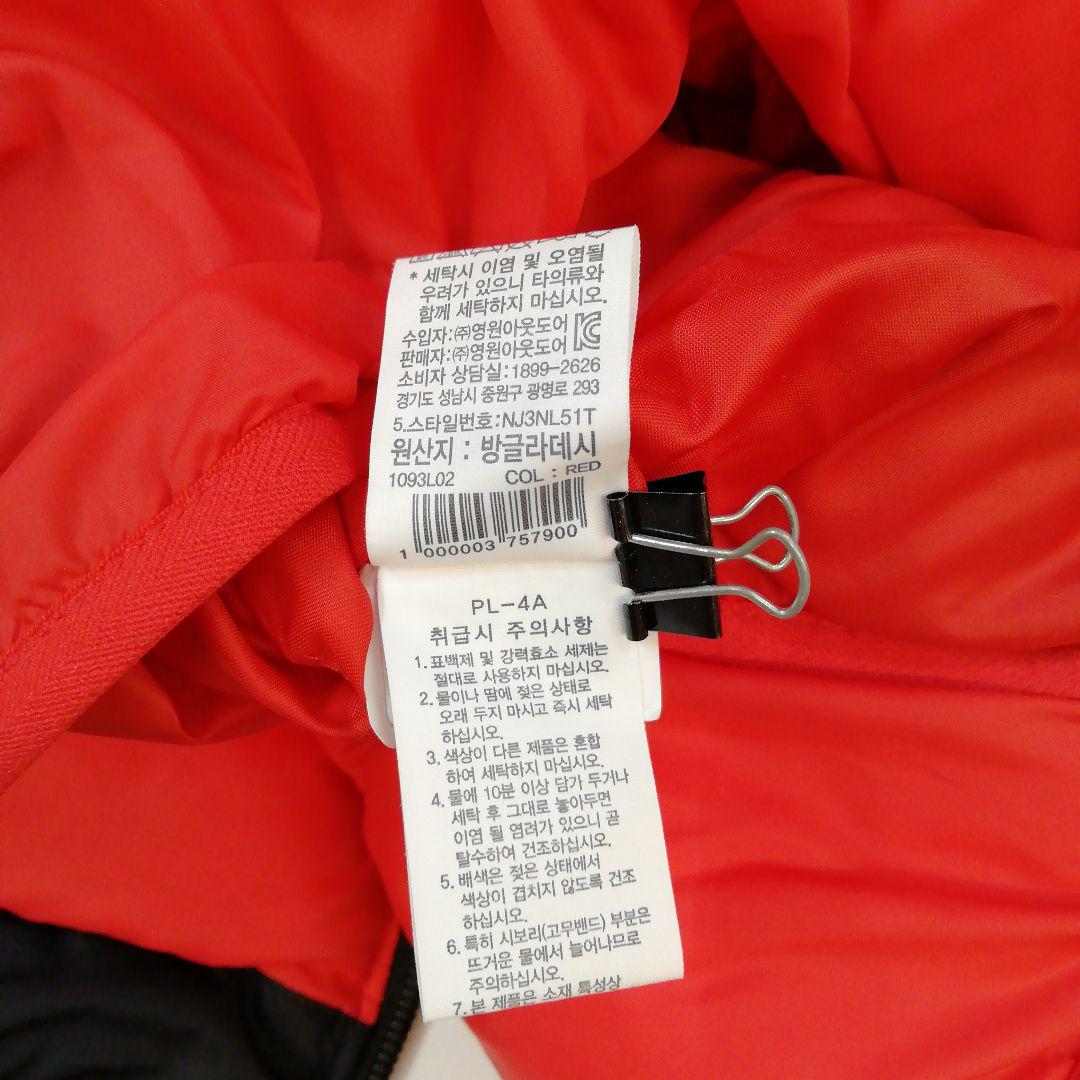 * 세탁시 이염 및 오염될
우려가 있으니 타의류와
함께 세탁하지 마십시오.
수입자:㈜영원아웃도어
판매자:㈜영원아웃도어
소비자 상담실:1899-2626
경기도 성남시 중원구 광명로 293
5.스타일번호:NJ3NL51T
원산지 : 방글라데시
1093L02 COL : RED
1 000003 757900
PL-4A
취급시 주의사항
1.표백제 및 강력효소 세제는
절대로 사용하지 마십시오.
2.물이나 땀에 젖은 상태로
오래 두지 마시고 즉시 세탁
하십시오.
3.색상이 다른 제품은 혼합
하여 세탁하지 마십시오.
4.물에 10분 이상 담가 두거나
세탁 후 그대로 놓아두면
이염 될 염려가 있으니 곧
탈수하여 건조하십시오.
5.배색은 젖은 상태에서
색상이 겹치지 않도록 건조
하십시오.
6.특히 시보리(고무밴드) 부분은
뜨거운 물에서 늘어나므로
주의하십시오.
7.본 제품은 소재 특성상